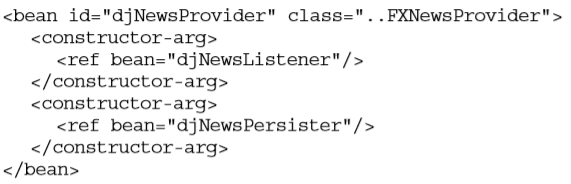 <bean id="djNewsProvider" class="..FXNewsProvider">
<constructor-arg>
<ref bean="djNewsListener"/>
</constructor-arg>
<constructor-arg>
<ref bean="djNewsPersister"/>
</constructor-arg>
</bean>